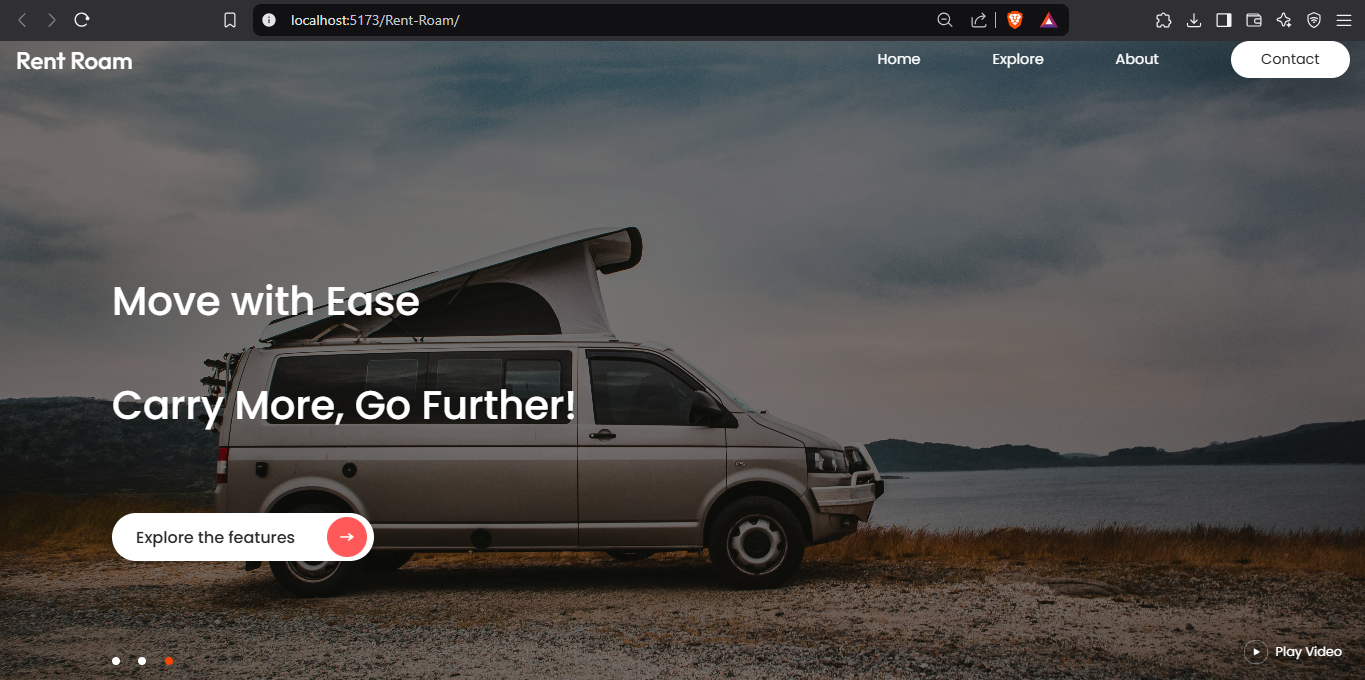 localhost:5173/Rent-Roam/
Rent Roam
Home
Explore
About
Contact
Move with Ease
Carry More, Go Further!
Explore the features
Play Video